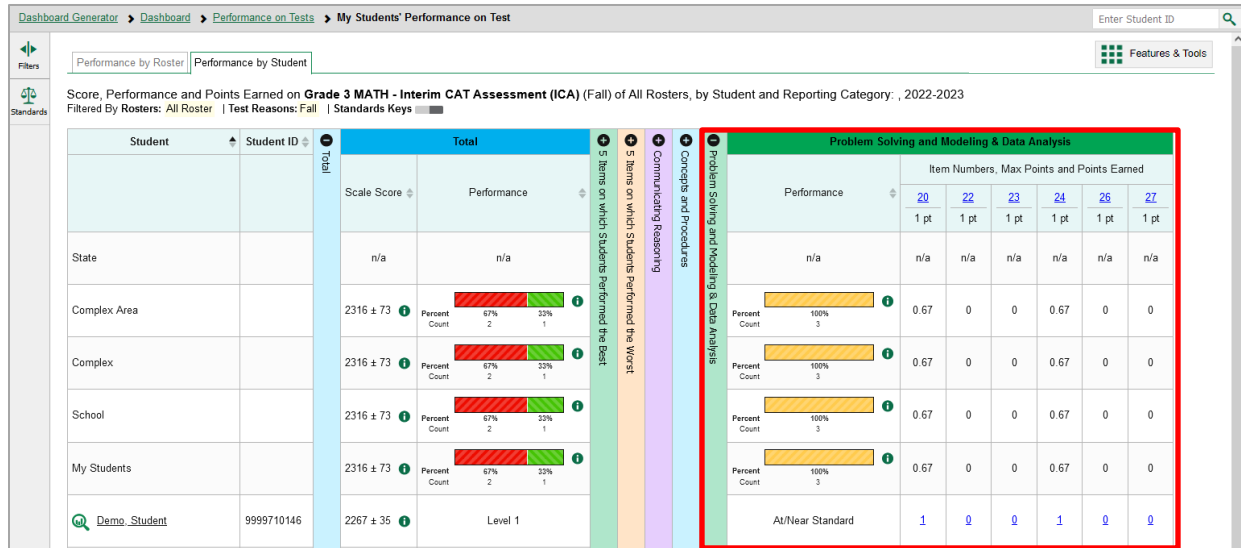 Dashboard Generator > Dashboard > Performance on Tests > My Students' Performance on Test
Enter Student ID
Filters
Standards
Performance by Roster
Performance by Student
Features & Tools
Score, Performance and Points Earned on Grade 3 MATH - Interim CAT Assessment (ICA) (Fall) of All Rosters, by Student and Reporting Category: , 2022-2023
Filtered By Rosters: All Roster | Test Reasons: Fall | Standards Keys
Student
Student ID
Total
Total
Scale Score
Performance
5 Items on which Students Performed the Best
5 Items on which Students Performed the Worst
Communicating Reasoning
Concepts and Procedures
Problem Solving and Modeling & Data Analysis
Problem Solving and Modeling & Data Analysis
Performance
Item Numbers, Max Points and Points Earned
20 22 23 24 26 27
1 pt 1 pt 1 pt 1 pt 1 pt 1 pt
State n/a n/a n/a n/a n/a n/a n/a n/a n/a
Complex Area 2316 ± 73 Percent 67% 33% Percent 100% 0.67 0 0 0.67 0 0
Count 2 1 Count 3
Complex 2316 ± 73 Percent 67% 33% Percent 100% 0.67 0 0 0.67 0 0
Count 2 1 Count 3
School 2316 ± 73 Percent 67% 33% Percent 100% 0.67 0 0 0.67 0 0
Count 2 1 Count 3
My Students 2316 ± 73 Percent 67% 33% Percent 100% 0.67 0 0 0.67 0 0
Count 2 1 Count 3
Demo, Student 9999710146 2267 ± 35 Level 1 At/Near Standard 1 0 0 1 0 0